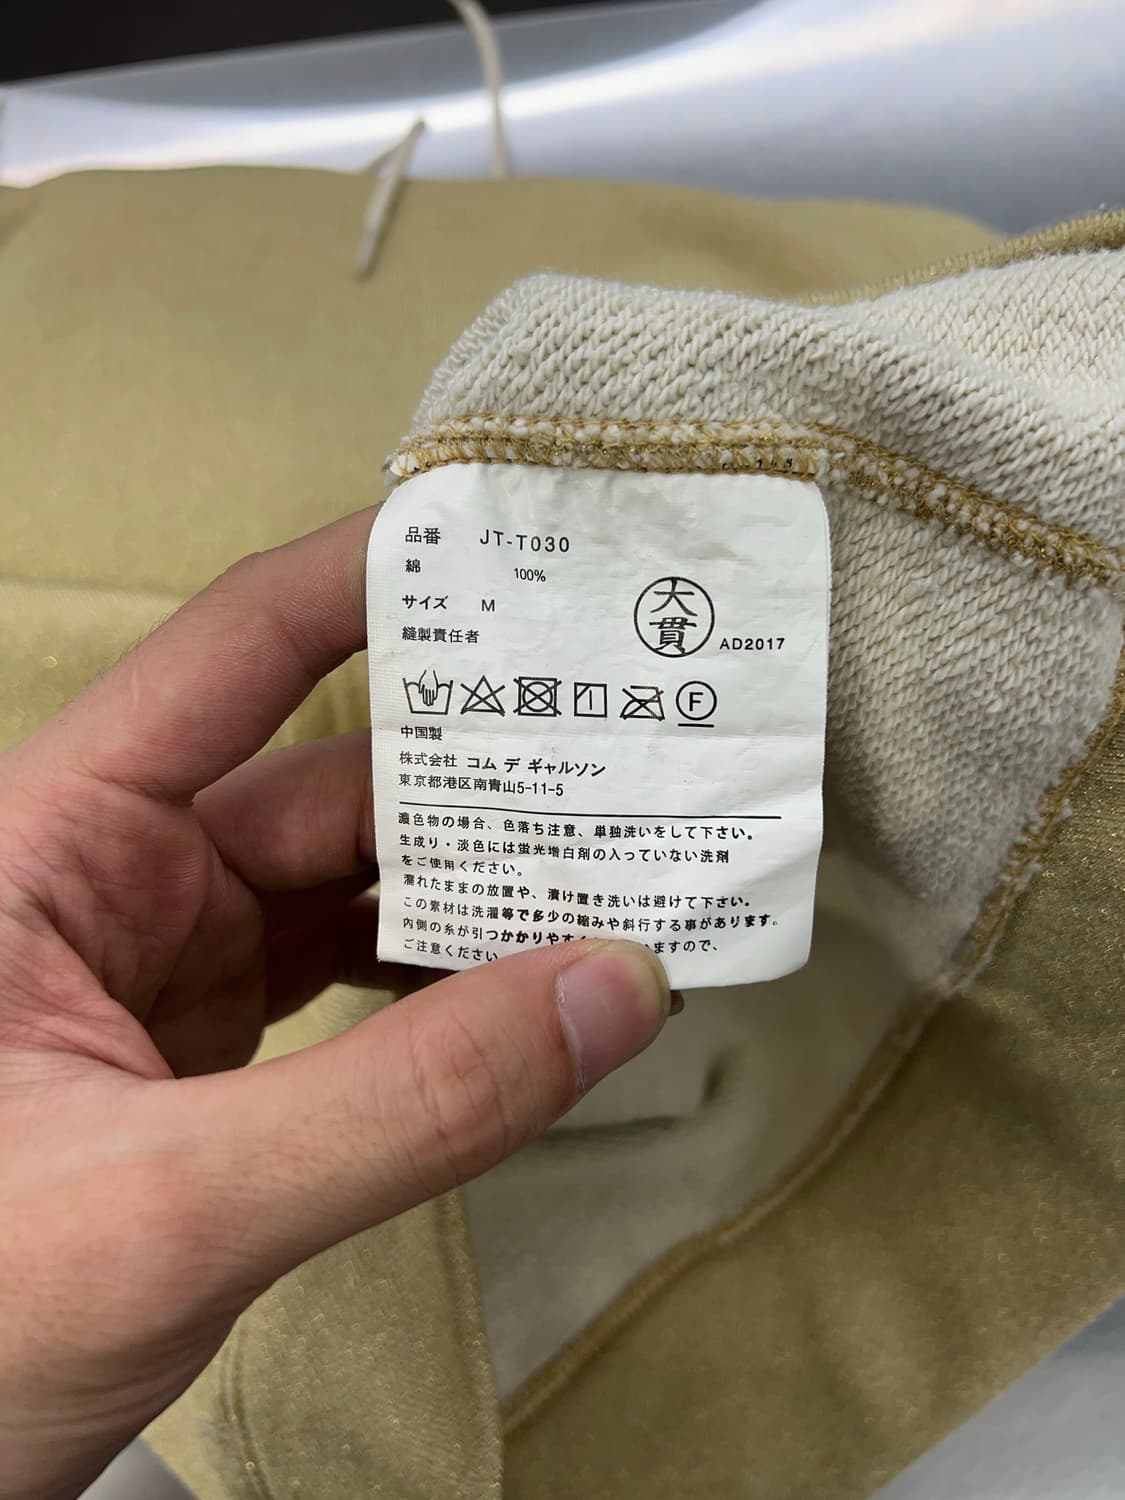 品番 JT-T030
綿 100%
サイズ M
縫製責任者
大貫
AD2017
F
中国製
株式会社 コム デ ギャルソン
東京都港区南青山5-11-5
濃色物の場合、色落ち注意、単独洗いをして下さい。
生成り・淡色には蛍光増白剤の入っていない洗剤
をご使用ください。
濡れたままの放置や、漬け置き洗いは避けて下さい。
この素材は洗濯等で多少の縮みや斜行する事があります。
内側の糸が引つかかりやす ますので、
ご注意ください